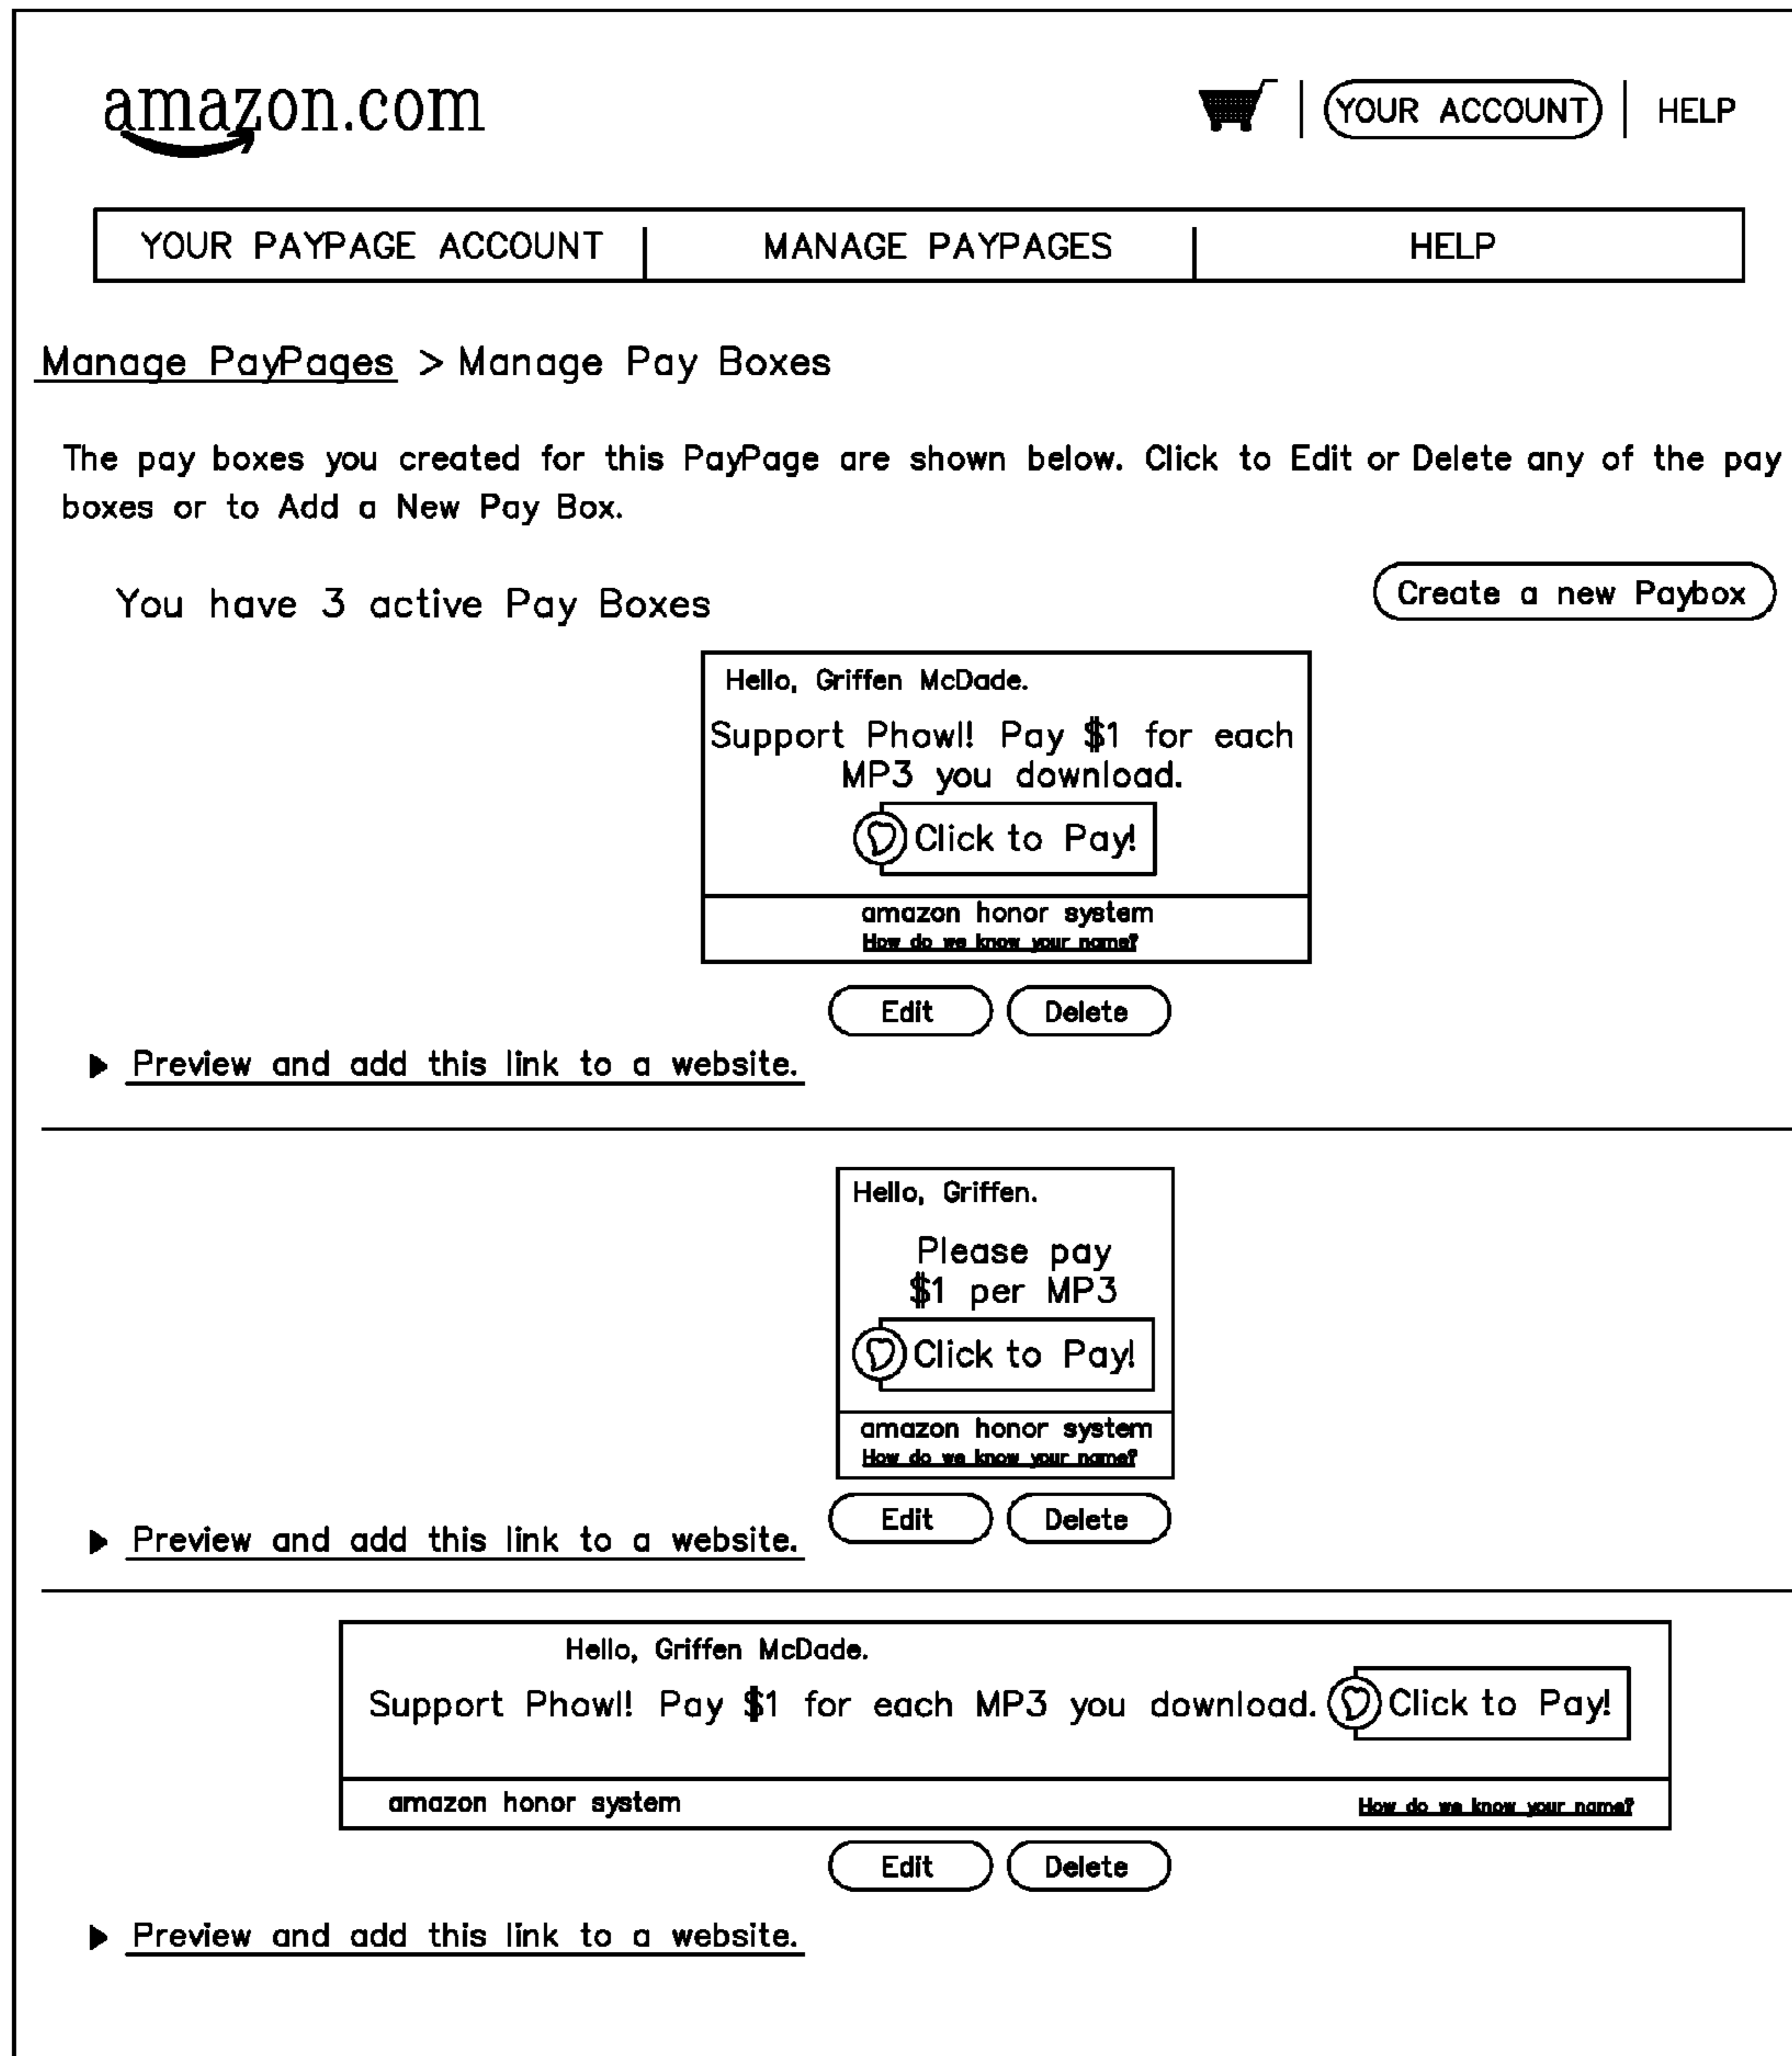 amazon.com
YOUR ACCOUNT HELP
YOUR PAYPAGE ACCOUNT MANAGE PAYPAGES HELP
Manage PayPages > Manage Pay Boxes
The pay boxes you created for this PayPage are shown below. Click to Edit or Delete any of the pay
boxes or to Add a New Pay Box.
You have 3 active Pay Boxes
Create a new Paybox
Hello, Griffen McDade.
Support Phowl! Pay $1 for each
MP3 you download.
Click to Pay!
amazon honor system
How do we know your name?
Edit Delete
Preview and add this link to a website.
Hello, Griffen.
Please pay
$1 per MP3
Click to Pay!
amazon honor system
How do we know your name?
Edit Delete
Preview and add this link to a website.
Hello, Griffen McDade.
Support Phowl! Pay $1 for each MP3 you download. Click to Pay!
amazon honor system How do we know your name?
Edit Delete
Preview and add this link to a website.